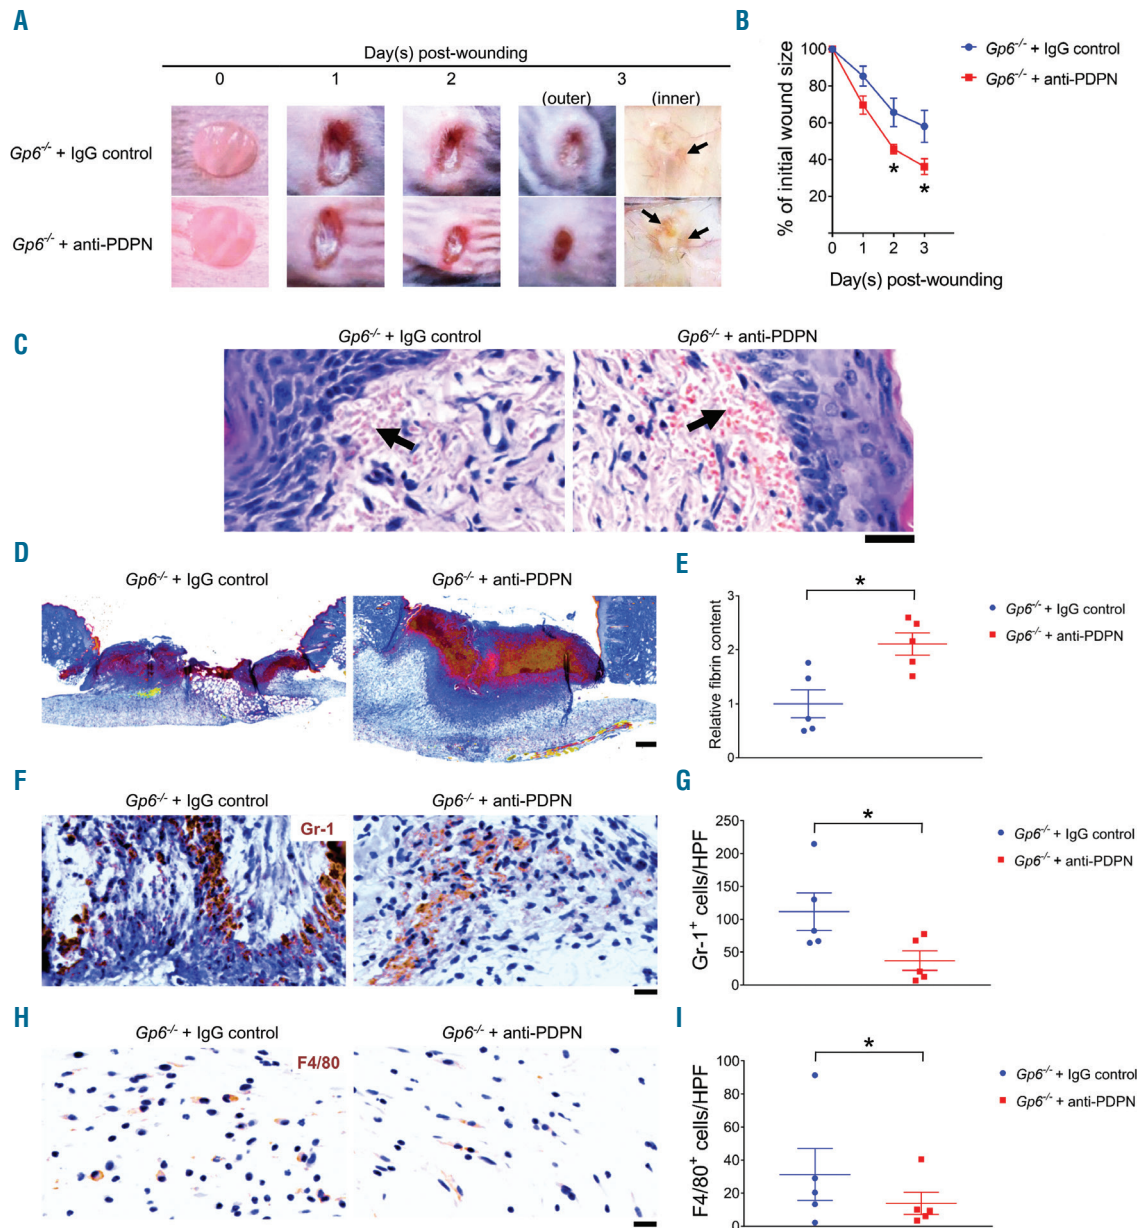 A
Day(s) post-wounding
0 1 2 3
(outer) (inner)
Gp6-/- + IgG control
Gp6-/- + anti-PDPN
B
% of initial wound size
100
80
60
40
20
0 1 2 3
* *
Day(s) post-wounding
Gp6-/- + IgG control
Gp6-/- + anti-PDPN
C
Gp6-/- + IgG control Gp6-/- + anti-PDPN
D
Gp6-/- + IgG control Gp6-/- + anti-PDPN
E
Relative fibrin content
3
2
1
0
*
Gp6-/- + IgG control
Gp6-/- + anti-PDPN
F
Gp6-/- + IgG control Gp6-/- + anti-PDPN
Gr-1
G
Gr-1+ cells/HPF
250
200
150
100
50
0
*
Gp6-/- + IgG control
Gp6-/- + anti-PDPN
H
Gp6-/- + IgG control Gp6-/- + anti-PDPN
F4/80
I
F4/80+ cells/HPF
100
80
60
40
20
0
*
Gp6-/- + IgG control
Gp6-/- + anti-PDPN